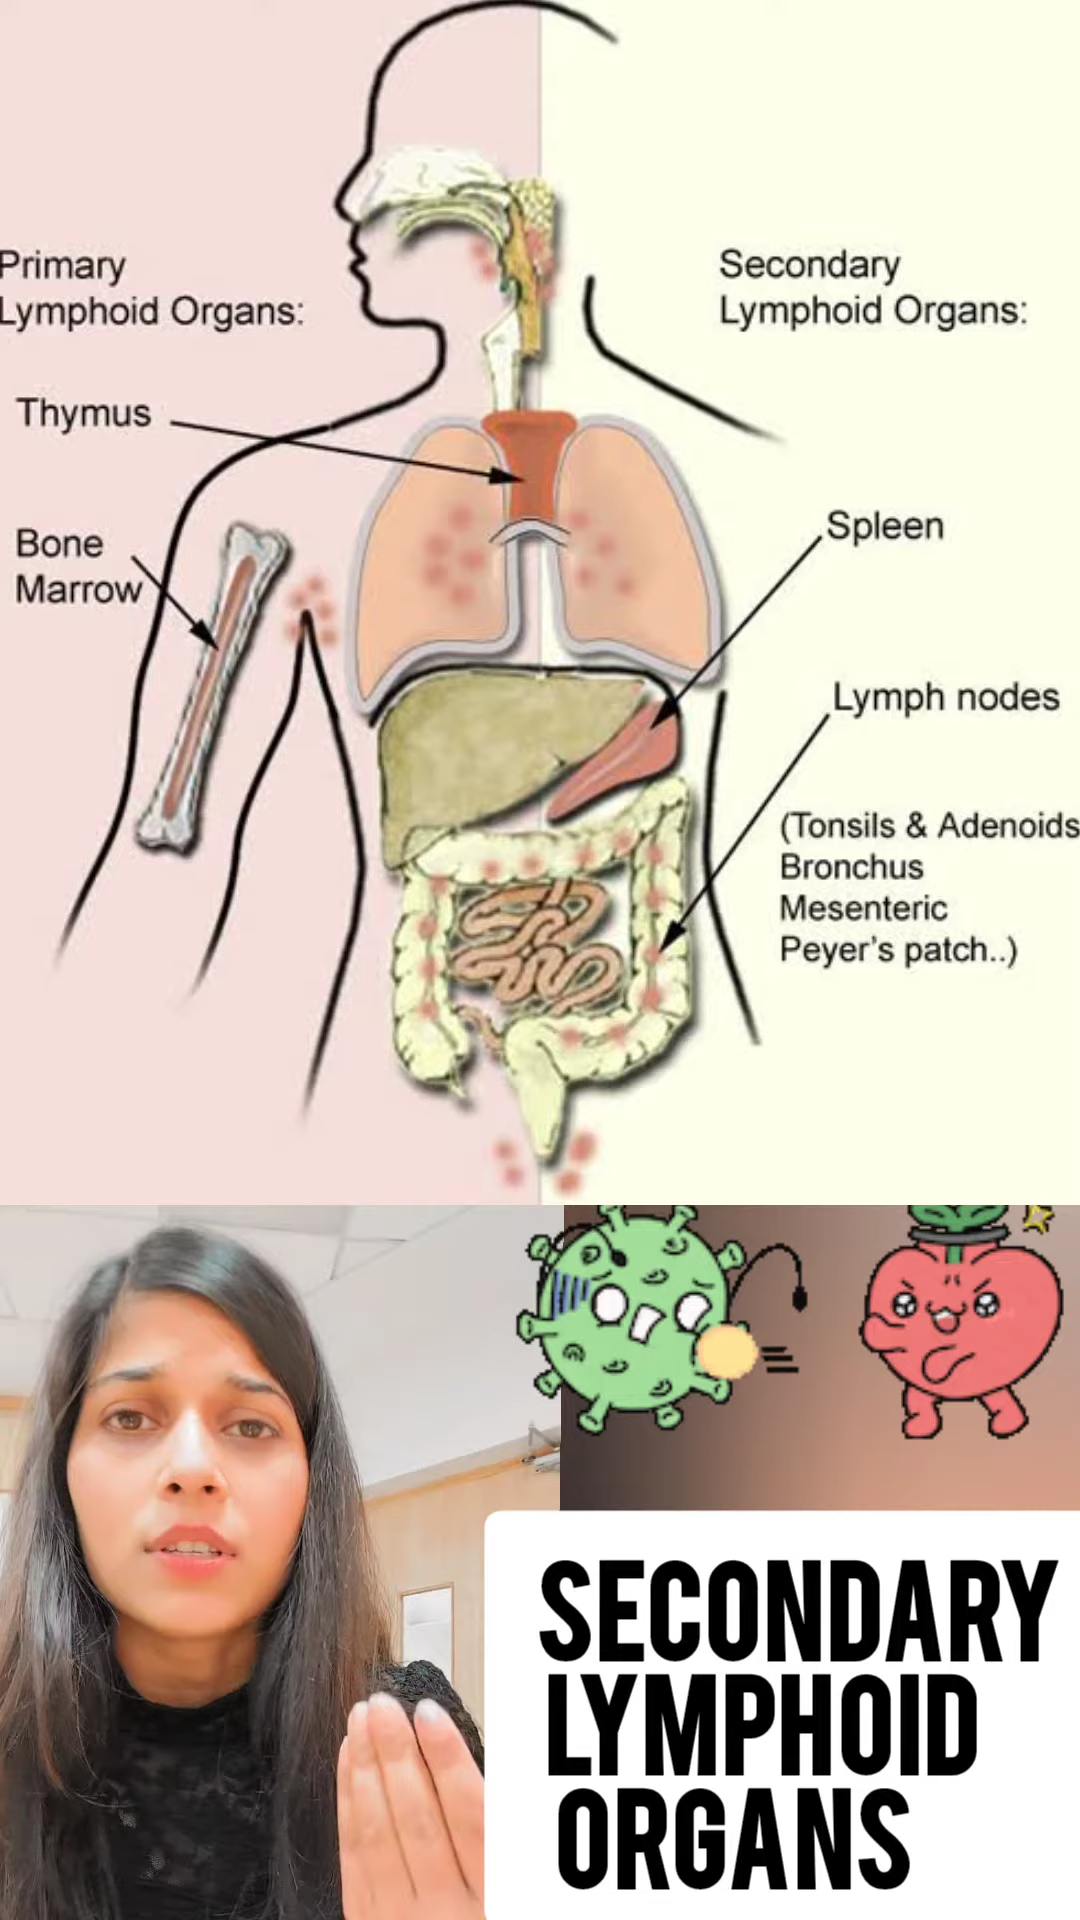 Primary
Lymphoid Organs:
Thymus
Bone
Marrow
Secondary
Lymphoid Organs:
Spleen
Lymph nodes
(Tonsils & Adenoids
Bronchus
Mesenteric
Peyer's patch..)
SECONDARY
LYMPHOID
ORGANS